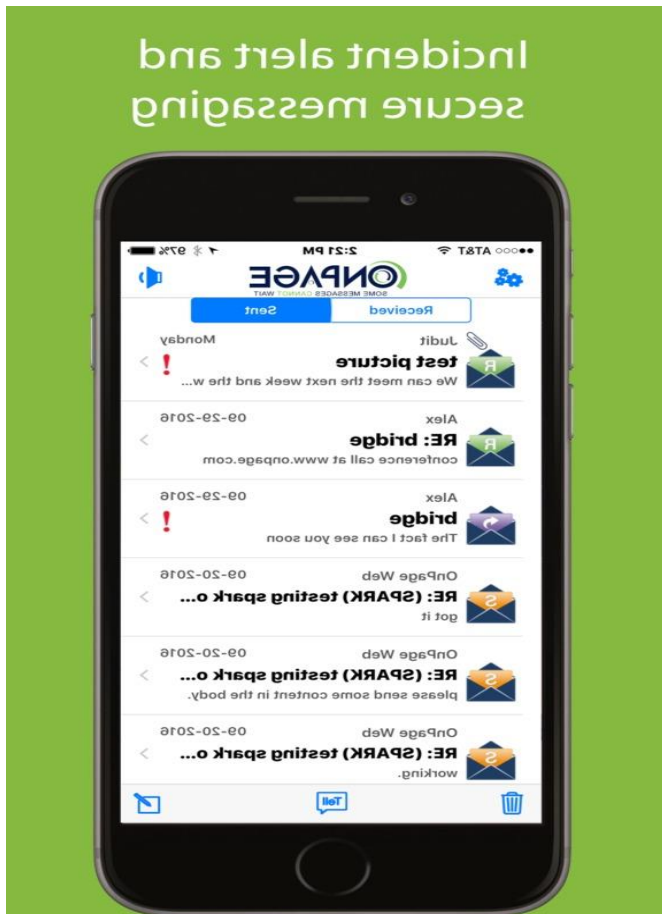 Incident alert and
secure messaging
●●○○○ AT&T 2:21 PM 97%
ONPAGE
SOME MESSAGES CANNOT WAIT
Received Sent
Judit Monday
test picture
We can meet the next week and the w...
Alex 09-29-2016
RE: bridge
conference call at www.onpage.com
Alex 09-29-2016
bridge
The fact I can see you soon
OnPage Web 09-20-2016
RE: (SPARK) testing spark o...
got it
OnPage Web 09-20-2016
RE: (SPARK) testing spark o...
please send some content in the body.
OnPage Web 09-20-2016
RE: (SPARK) testing spark o...
working.
Tell